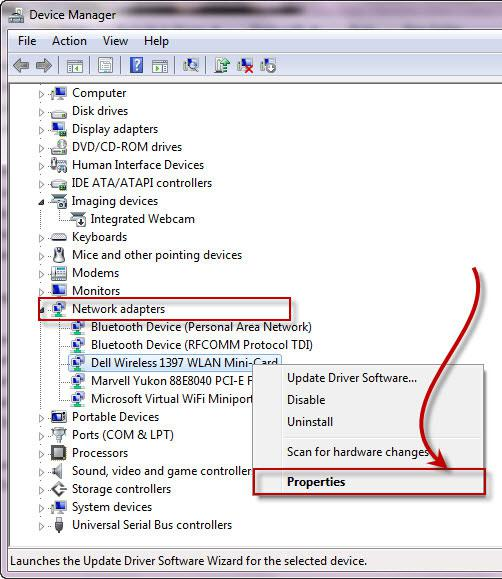 Device Manager
File Action View Help
Computer
Disk drives
Display adapters
DVD/CD-ROM drives
Human Interface Devices
IDE ATA/ATAPI controllers
Imaging devices
Integrated Webcam
Keyboards
Mice and other pointing devices
Modems
Monitors
Network adapters
Bluetooth Device (Personal Area Network)
Bluetooth Device (RFCOMM Protocol TDI)
Dell Wireless 1397 WLAN Mini-Card
Marvell Yukon 88E8040 PCI-E F
Microsoft Virtual WiFi Miniport
Portable Devices
Ports (COM & LPT)
Processors
Sound, video and game controller
Storage controllers
System devices
Universal Serial Bus controllers
Update Driver Software...
Disable
Uninstall
Scan for hardware changes
Properties
Launches the Update Driver Software Wizard for the selected device.